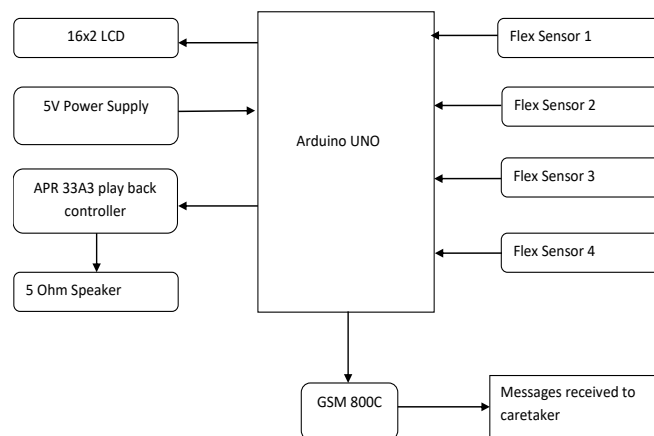 16x2 LCD
Flex Sensor 1
5V Power Supply
Flex Sensor 2
Arduino UNO
APR 33A3 play back
controller
Flex Sensor 3
5 Ohm Speaker
Flex Sensor 4
GSM 800C
Messages received to
caretaker